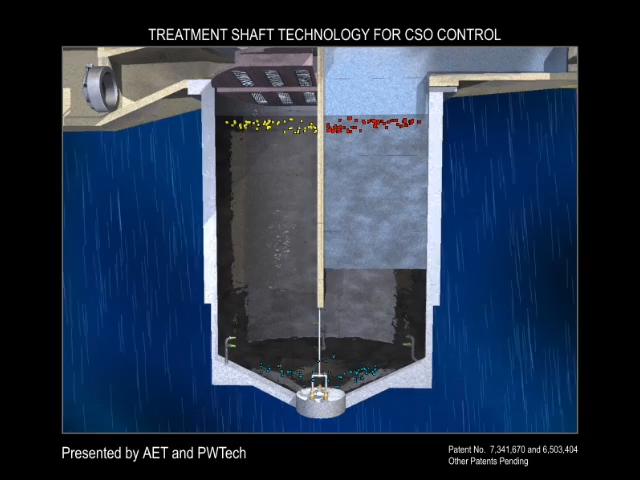 TREATMENT SHAFT TECHNOLOGY FOR CSO CONTROL
Presented by AET and PWTech
Patent No. 7,341,670 and 6,503,404
Other Patents Pending